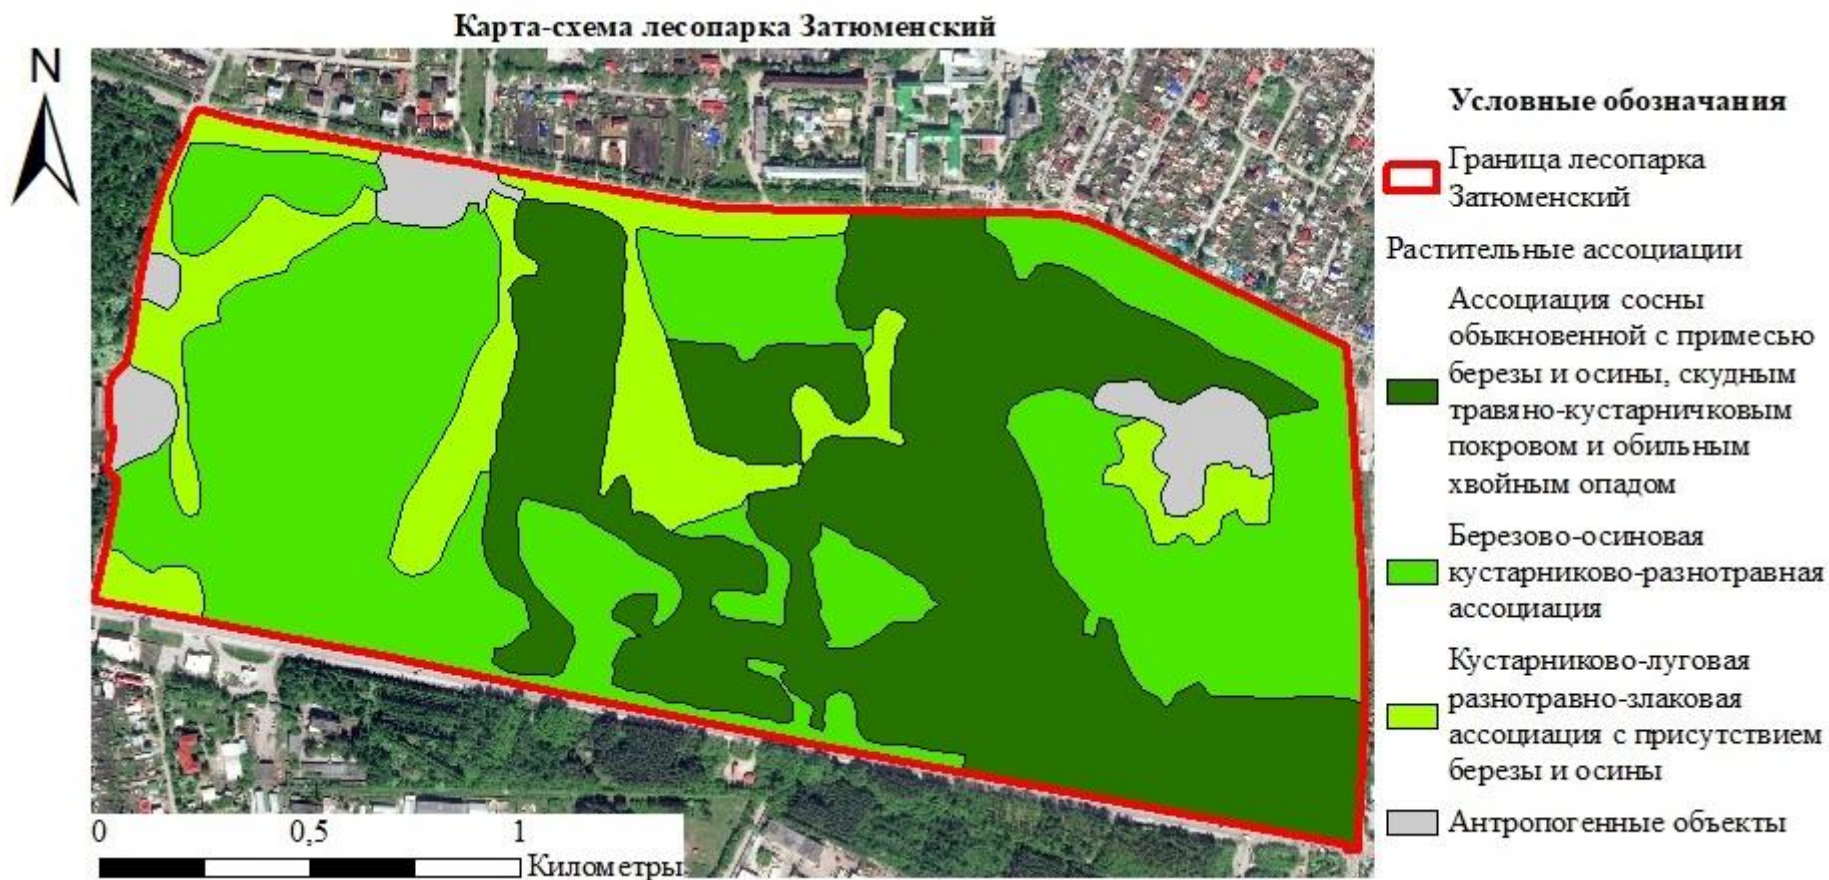 Карта-схема лесопарка Затюменский
N
Условные обозначания
Граница лесопарка
Затюменский
Растительные ассоциации
Ассоциация сосны
обыкновенной с примесью
березы и осины, скудным
травяно-кустарничковым
покровом и обильным
хвойным опадом
Березово-осиновая
кустарниково-разнотравная
ассоциация
Кустарниково-луговая
разнотравно-злаковая
ассоциация с присутствием
березы и осины
Антропогенные объекты
0 0,5 1
Километры